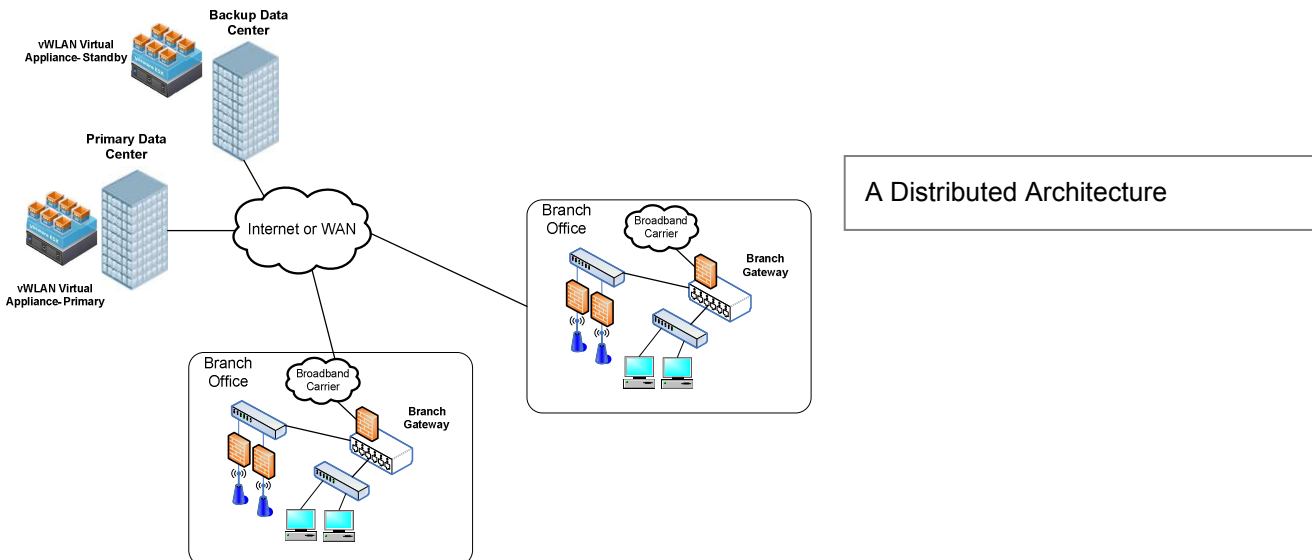 Backup Data
Center
vWLAN Virtual
Appliance- Standby
Primary Data
Center
vWLAN Virtual
Appliance- Primary
Internet or WAN
A Distributed Architecture
Branch
Office
Broadband
Carrier
Branch
Gateway
Branch
Office
Broadband
Carrier
Branch
Gateway